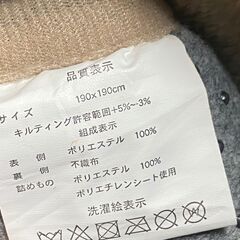 品質表示
サイズ 190x190cm
キルティング許容範囲+5%~-3%
組成表示
表側 ポリエステル 100%
裏側 不織布
詰めもの ポリエステル 100%
ポリエチレンシート使用
洗濯絵表示